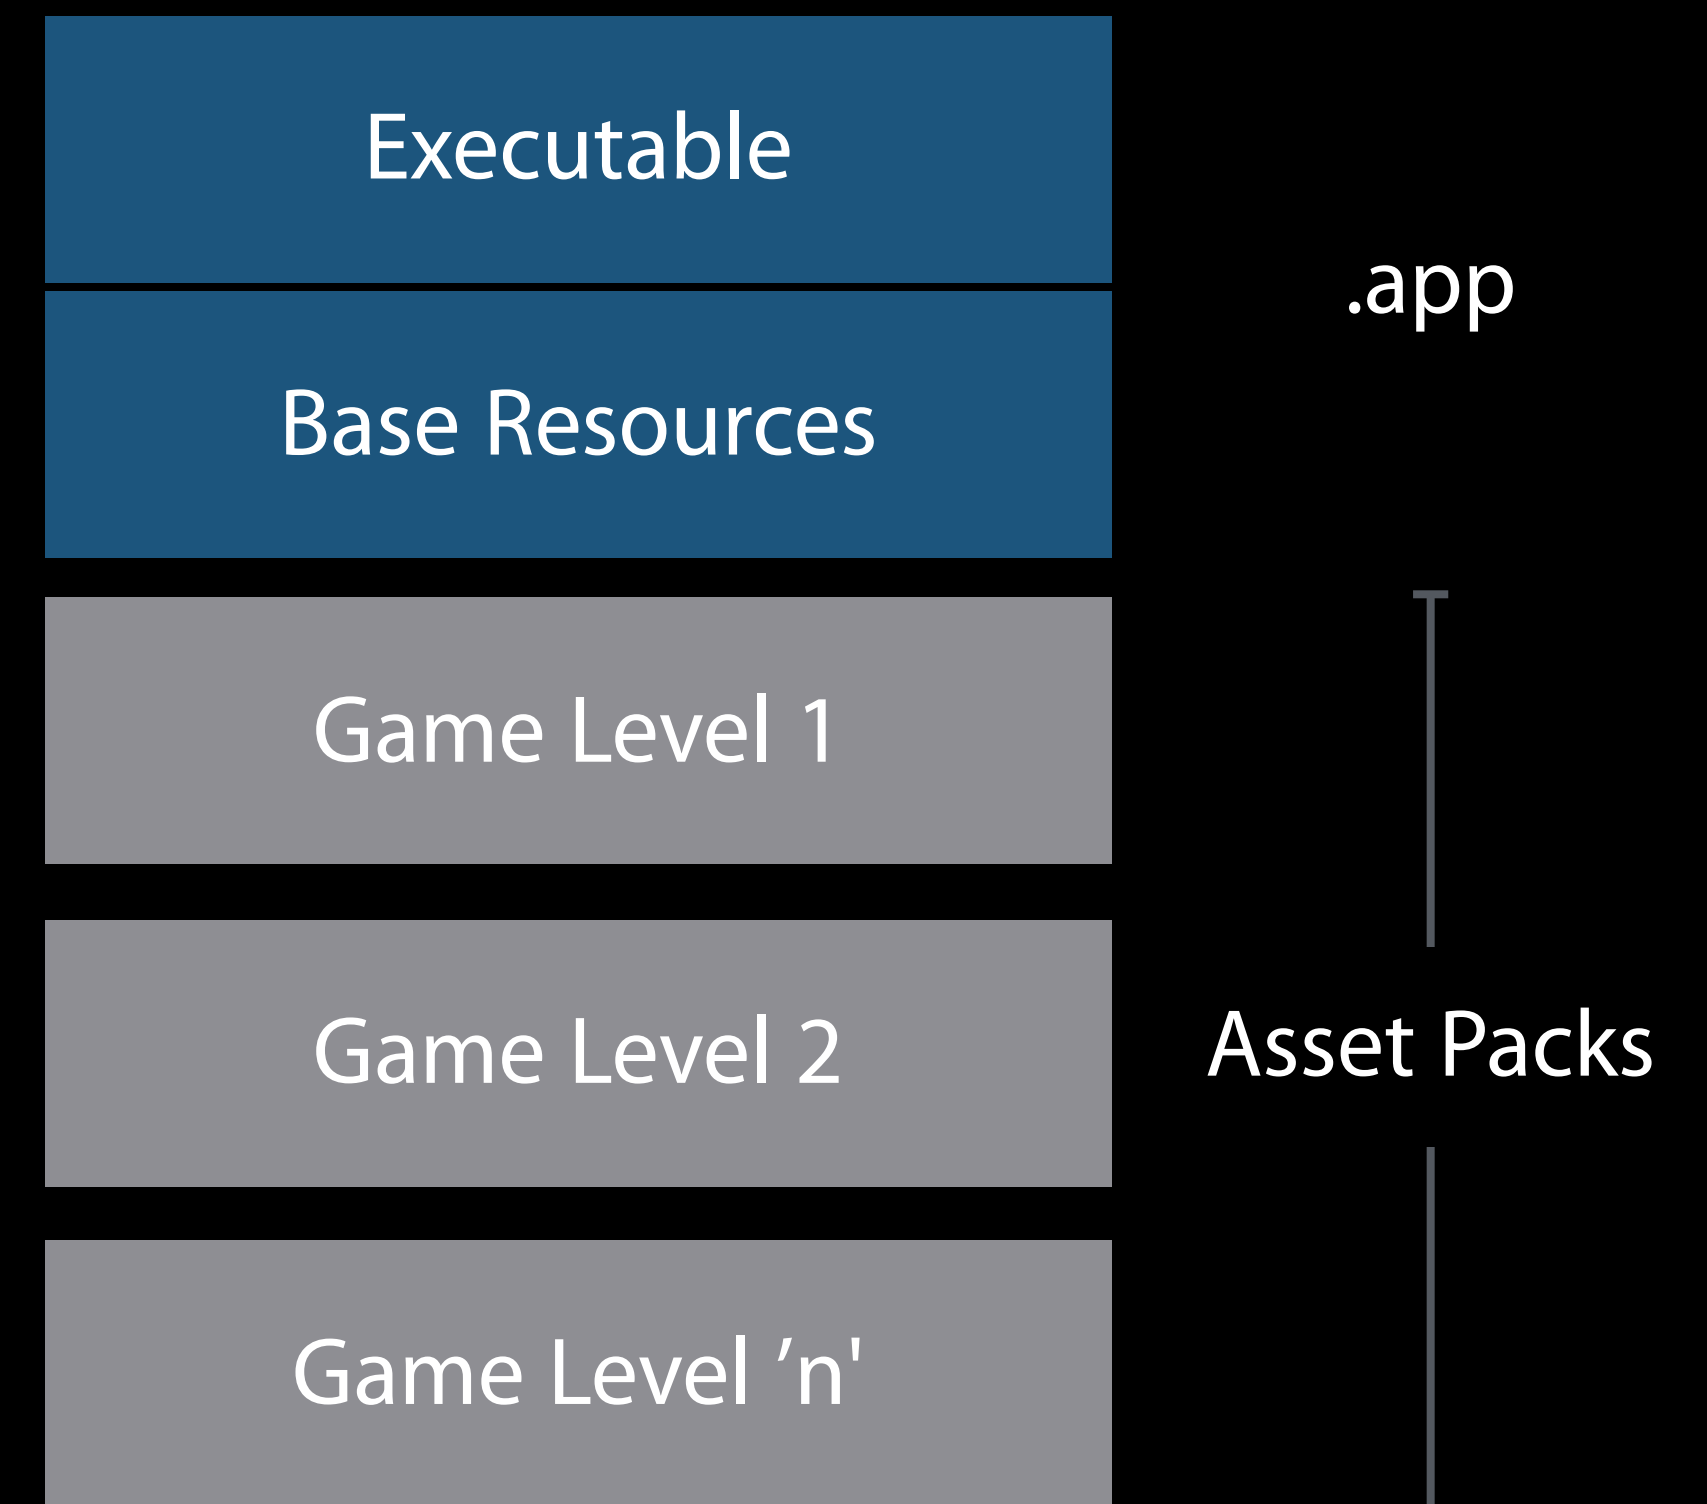 Executable
.app
Base Resources
Game Level 1
Game Level 2
Asset Packs
Game Level ’n'